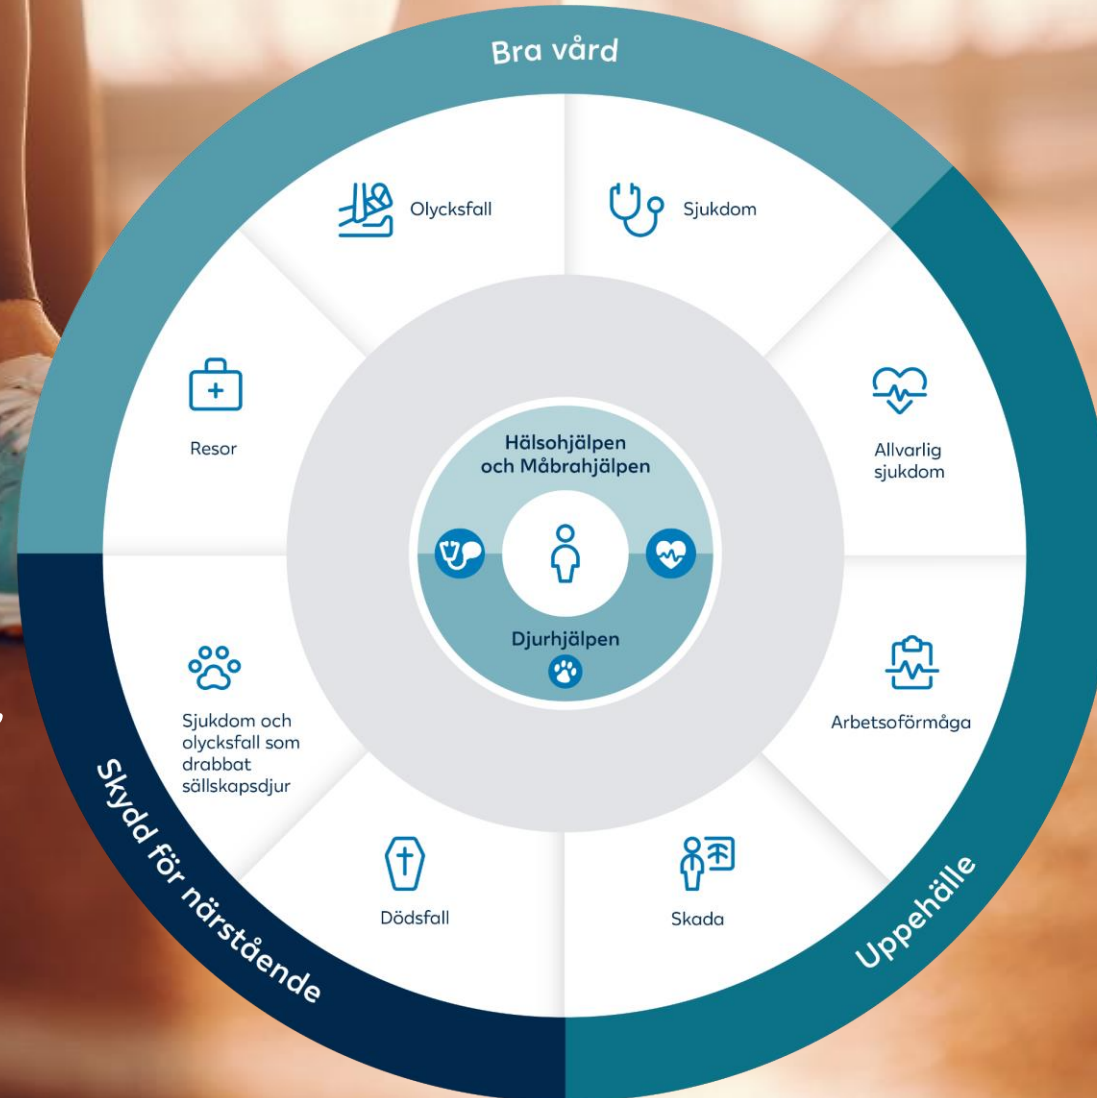 Bra vård
Olycksfall
Sjukdom
Resor
Allvarlig
sjukdom
Hälsohjälpen
och Måbrahjälpen
Djurhjälpen
Sjukdom och
olycksfall som
drabbat
sällskapsdjur
Arbetsoförmåga
Dödsfall
Skada
Skydd för närstående
Uppehälle